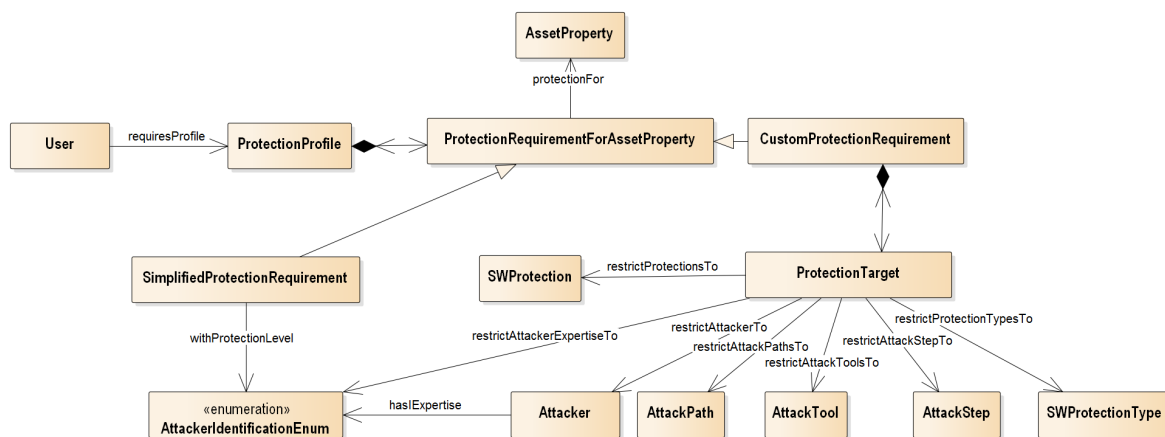 AssetProperty
protectionFor
User
requiresProfile
ProtectionProfile
ProtectionRequirementForAssetProperty
CustomProtectionRequirement
SimplifiedProtectionRequirement
SWProtection
restrictProtectionsTo
ProtectionTarget
withProtectionLevel
restrictAttackerExpertiseTo
restrictAttackerTo
restrictAttackPathsTo
restrictAttackToolsTo
restrictAttackStepTo
restrictProtectionTypesTo
«enumeration»
AttackerIdentificationEnum
hasIExpertise
Attacker
AttackPath
AttackTool
AttackStep
SWProtectionType